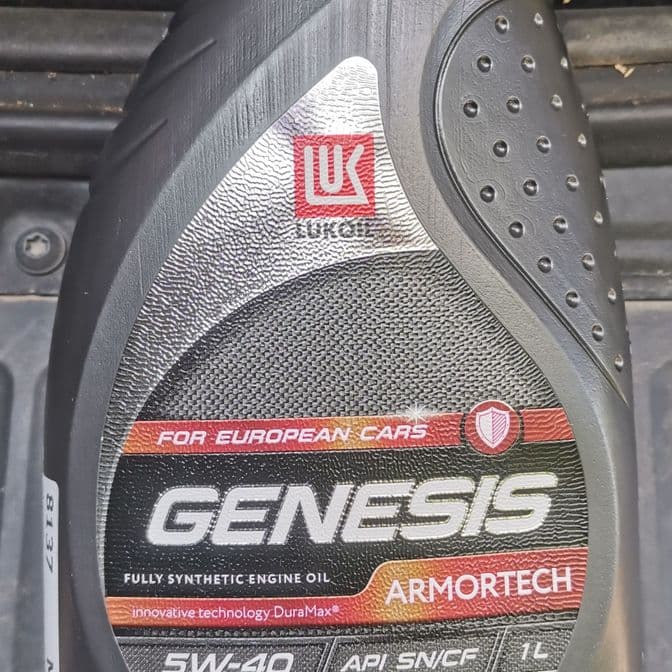 LUK
LUKOIL
FOR EUROPEAN CARS
GENESIS
FULLY SYNTHETIC ENGINE OIL
ARMORTECH
innovative technology DuraMax®
5W-40 API SN/CF 1L
8137